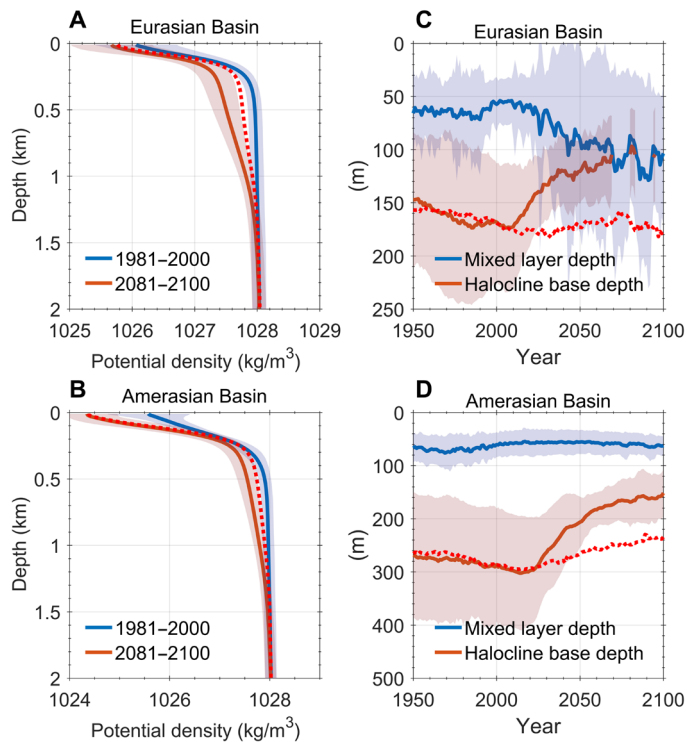 A
Eurasian Basin
0
0.5
1
1.5
2
Depth (km)
1981–2000
2081–2100
1025
1026
1027
1028
1029
Potential density (kg/m³)
C
Eurasian Basin
0
50
100
150
200
250
(m)
Mixed layer depth
Halocline base depth
1950
2000
2050
2100
Year
B
Amerasian Basin
0
0.5
1
1.5
2
Depth (km)
1981–2000
2081–2100
1024
1026
1028
Potential density (kg/m³)
D
Amerasian Basin
0
100
200
300
400
500
(m)
Mixed layer depth
Halocline base depth
1950
2000
2050
2100
Year